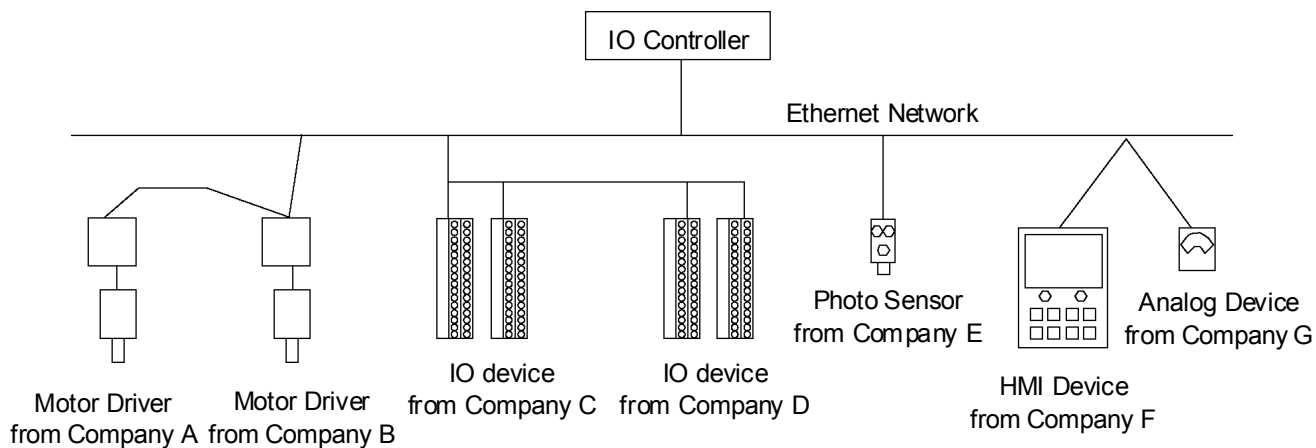 IO Controller
Ethernet Network
Motor Driver
from Company A
Motor Driver
from Company B
IO device
from Company C
IO device
from Company D
Photo Sensor
from Company E
HMI Device
from Company F
Analog Device
from Company G